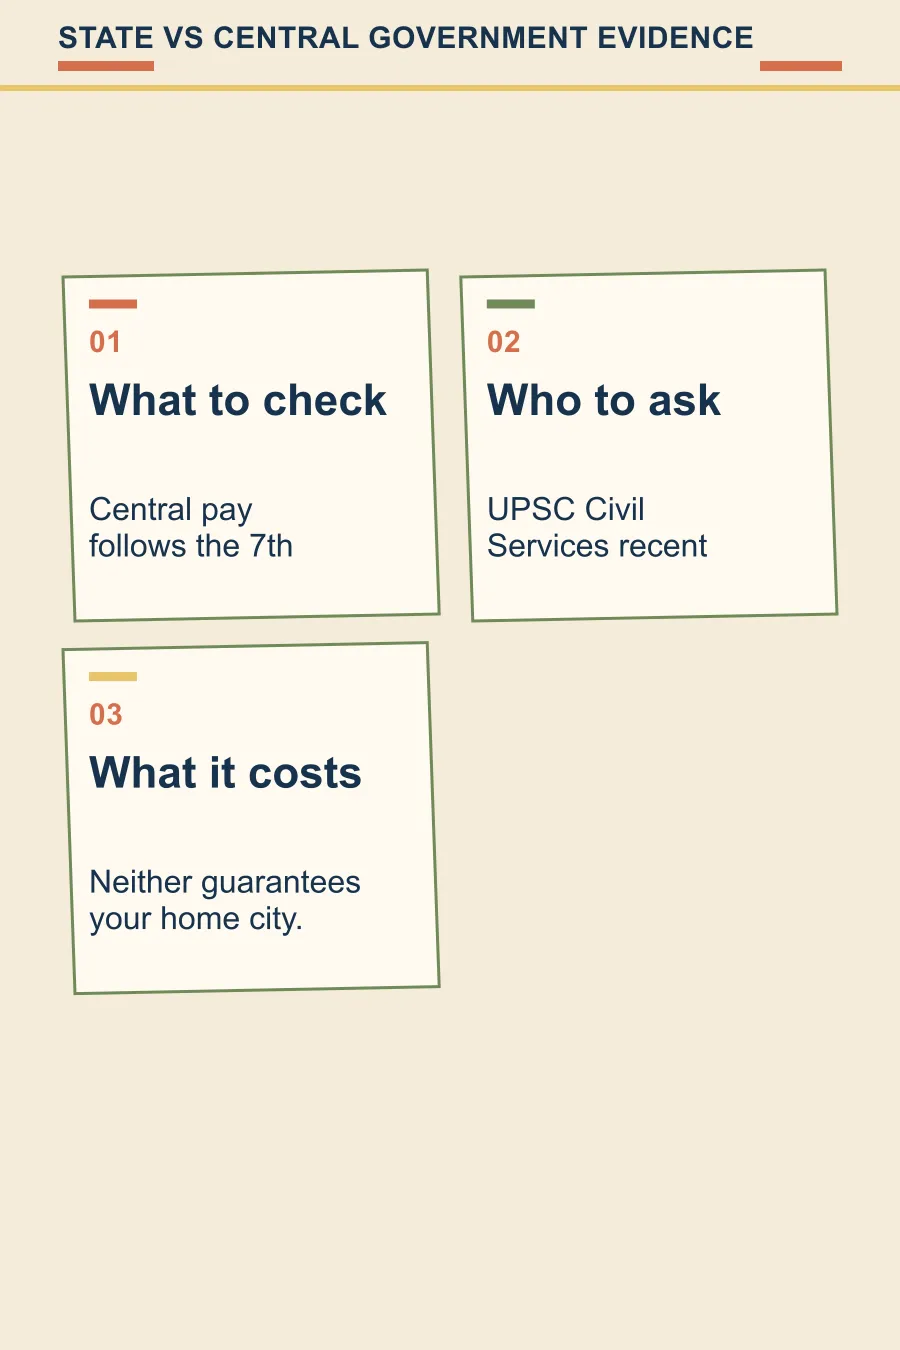 STATE VS CENTRAL GOVERNMENT EVIDENCE
01
What to check
Central pay
follows the 7th
02
Who to ask
UPSC Civil
Services recent
03
What it costs
Neither guarantees
your home city.